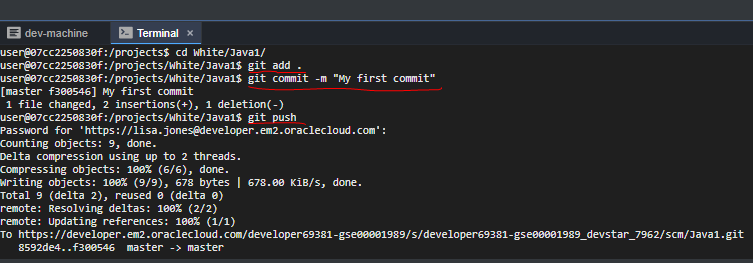 dev-machine
Terminal ×
user@07cc2250830f:/projects$ cd White/Java1/
user@07cc2250830f:/projects/White/Java1$ git add .
user@07cc2250830f:/projects/White/Java1$ git commit -m "My first commit"
[master f300546] My first commit
 1 file changed, 2 insertions(+), 1 deletion(-)
user@07cc2250830f:/projects/White/Java1$ git push
Password for 'https://lisa.jones@developer.em2.oraclecloud.com':
Counting objects: 9, done.
Delta compression using up to 2 threads.
Compressing objects: 100% (6/6), done.
Writing objects: 100% (9/9), 678 bytes | 678.00 KiB/s, done.
Total 9 (delta 2), reused 0 (delta 0)
remote: Resolving deltas: 100% (2/2)
remote: Updating references: 100% (1/1)
To https://developer.em2.oraclecloud.com/developer69381-gse00001989/s/developer69381-gse00001989_devstar_7962/scm/Java1.git
   8592de4..f300546  master -> master